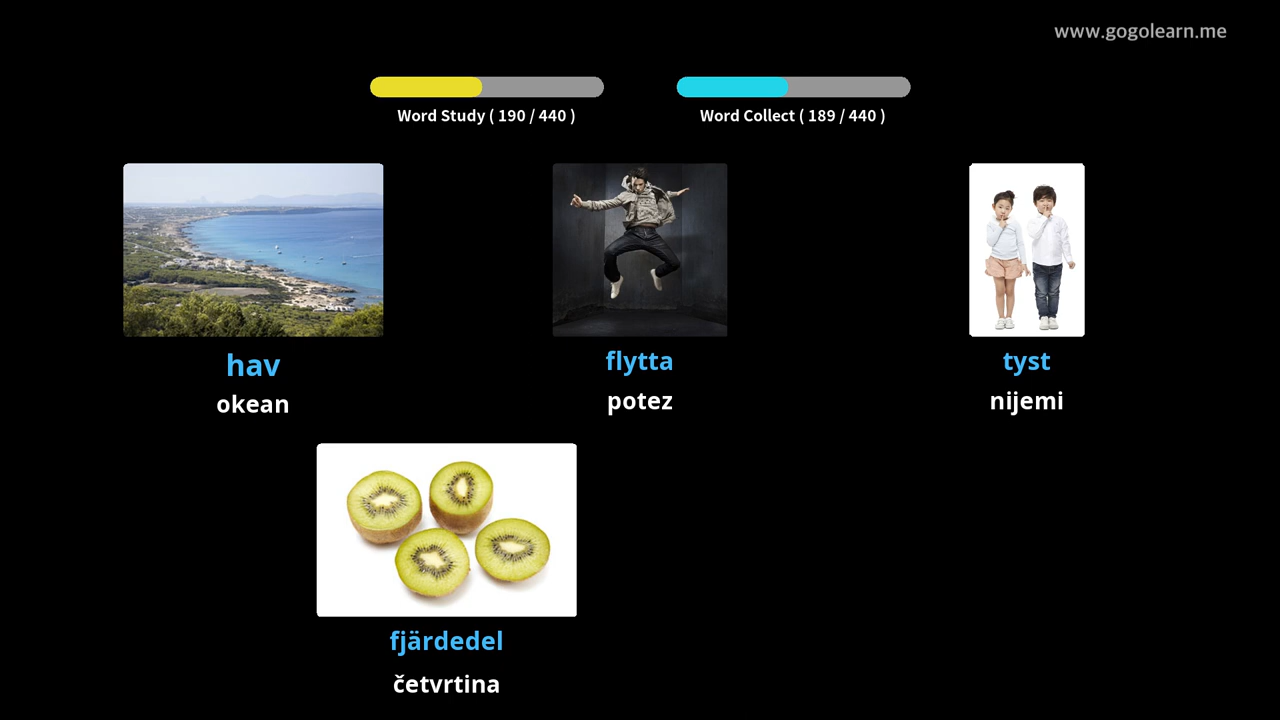 www.gogolearn.me
Word Study ( 190 / 440 )
Word Collect ( 189 / 440 )
hav
okean
flytta
potez
tyst
nijemi
fjärdedel
četvrtina